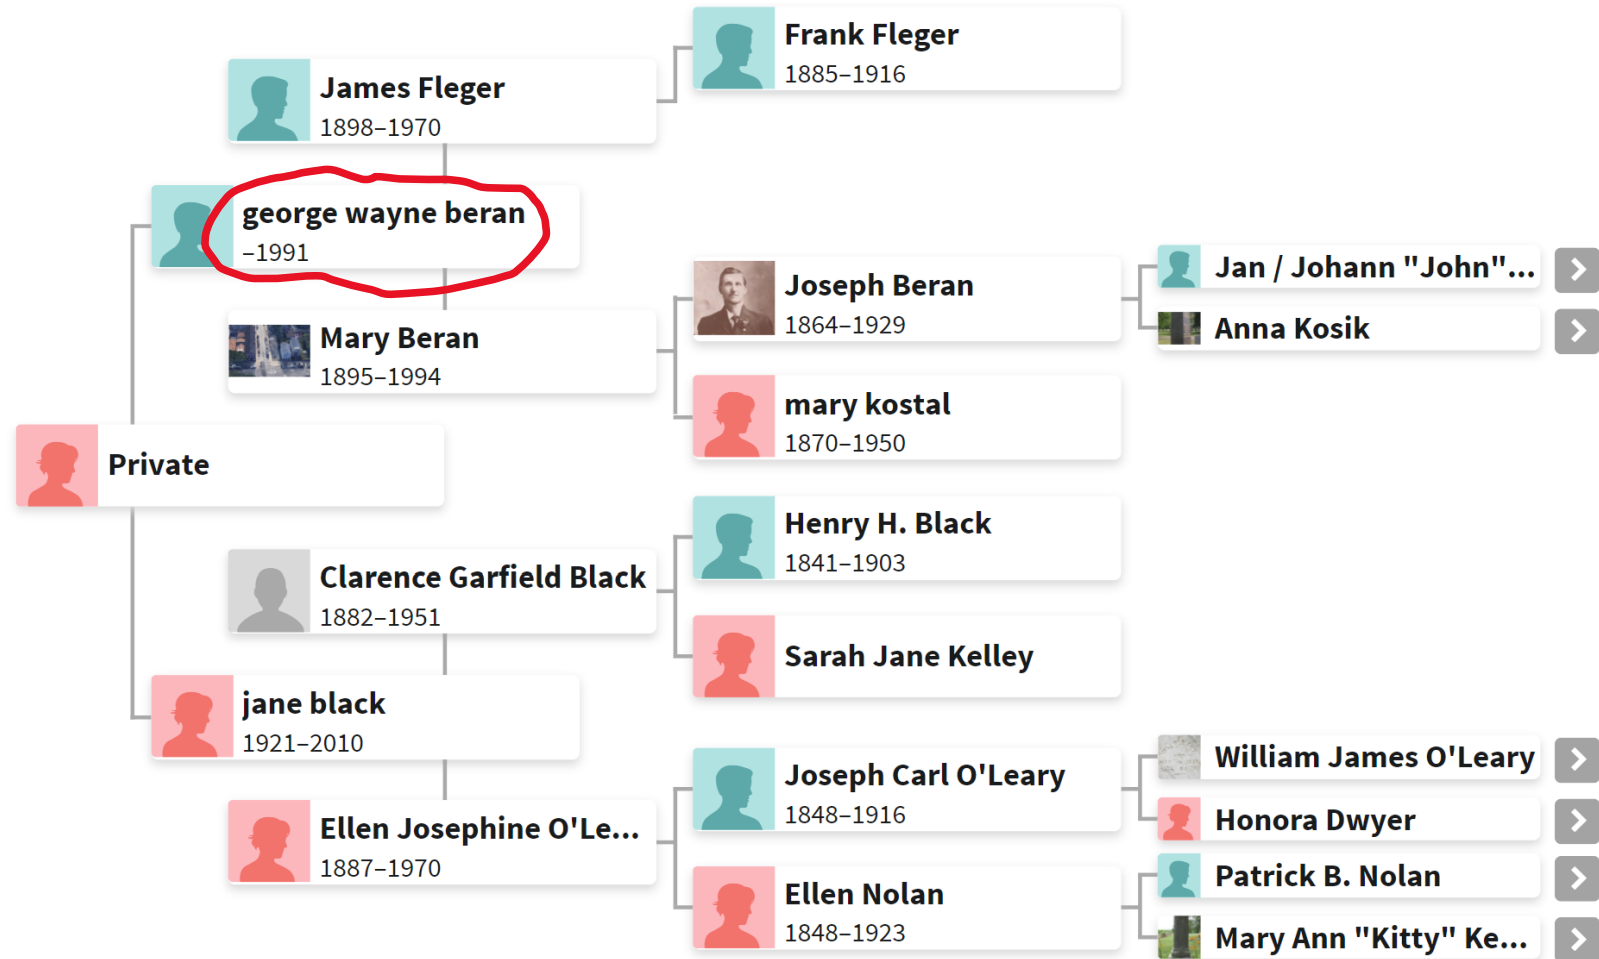 Frank Fleger
1885–1916
James Fleger
1898–1970
george wayne beran
–1991
Joseph Beran
1864–1929
Jan / Johann "John"...
Anna Kosik
Mary Beran
1895–1994
mary kostal
1870–1950
Private
Henry H. Black
1841–1903
Clarence Garfield Black
1882–1951
Sarah Jane Kelley
jane black
1921–2010
William James O'Leary
Joseph Carl O'Leary
1848–1916
Honora Dwyer
Ellen Josephine O'Le...
1887–1970
Patrick B. Nolan
Ellen Nolan
1848–1923
Mary Ann "Kitty" Ke...